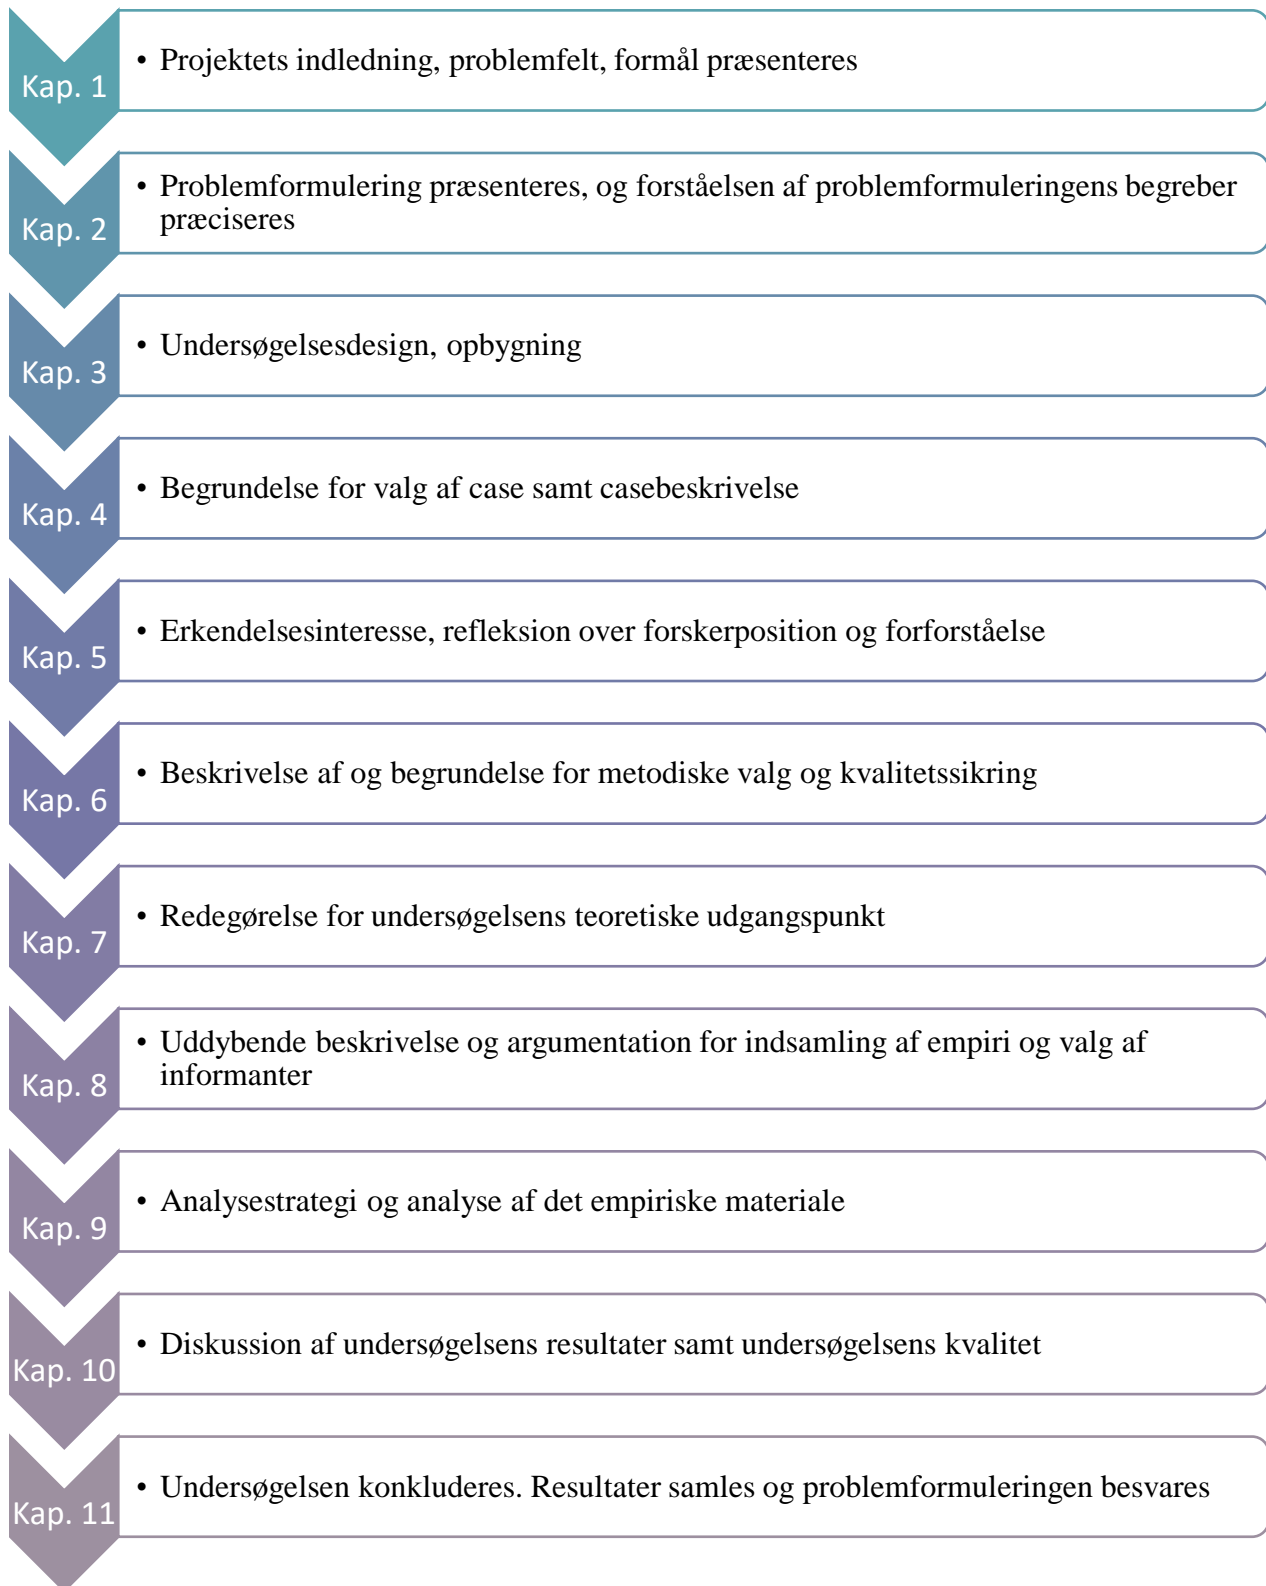 Kap. 1
• Projektets indledning, problemfelt, formål præsenteres
Kap. 2
• Problemformulering præsenteres, og forståelsen af problemformuleringens begreber
præciseres
Kap. 3
• Undersøgelsesdesign, opbygning
Kap. 4
• Begrundelse for valg af case samt casebeskrivelse
Kap. 5
• Erkendelsesinteresse, refleksion over forskerposition og forforståelse
Kap. 6
• Beskrivelse af og begrundelse for metodiske valg og kvalitetssikring
Kap. 7
• Redegørelse for undersøgelsens teoretiske udgangspunkt
Kap. 8
• Uddybende beskrivelse og argumentation for indsamling af empiri og valg af
informanter
Kap. 9
• Analysestrategi og analyse af det empiriske materiale
Kap. 10
• Diskussion af undersøgelsens resultater samt undersøgelsens kvalitet
Kap. 11
• Undersøgelsen konkluderes. Resultater samles og problemformuleringen besvares